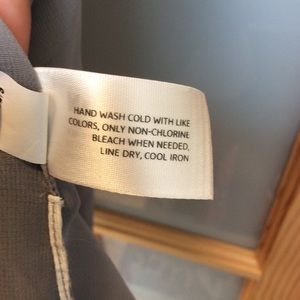 HAND WASH COLD WITH LIKE
COLORS, ONLY NON-CHLORINE
BLEACH WHEN NEEDED,
LINE DRY, COOL IRON